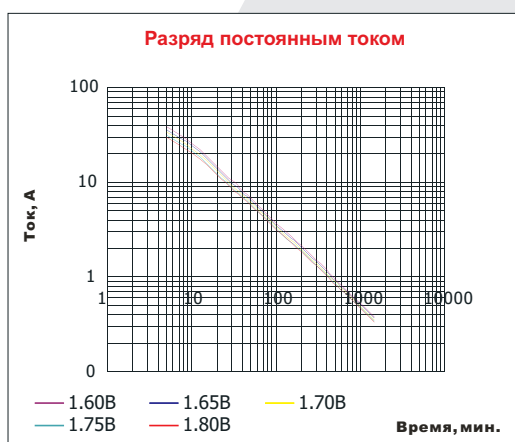 Разряд постоянным током
100
10
1
0
Ток, А
1 10 100 1000 10000
1.60В 1.65В 1.70В
1.75В 1.80В
Время, мин.